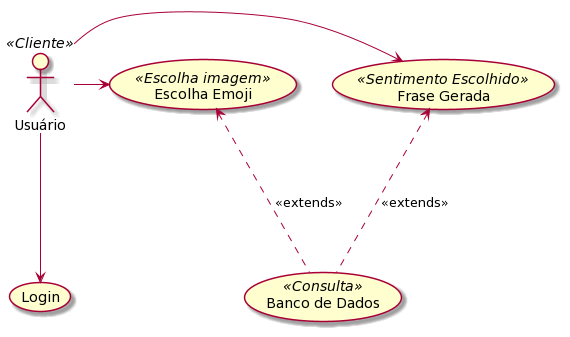 «Cliente»
Usuário
«Escolha imagem»
Escolha Emoji
«Sentimento Escolhido»
Frase Gerada
«extends»
«extends»
Login
«Consulta»
Banco de Dados